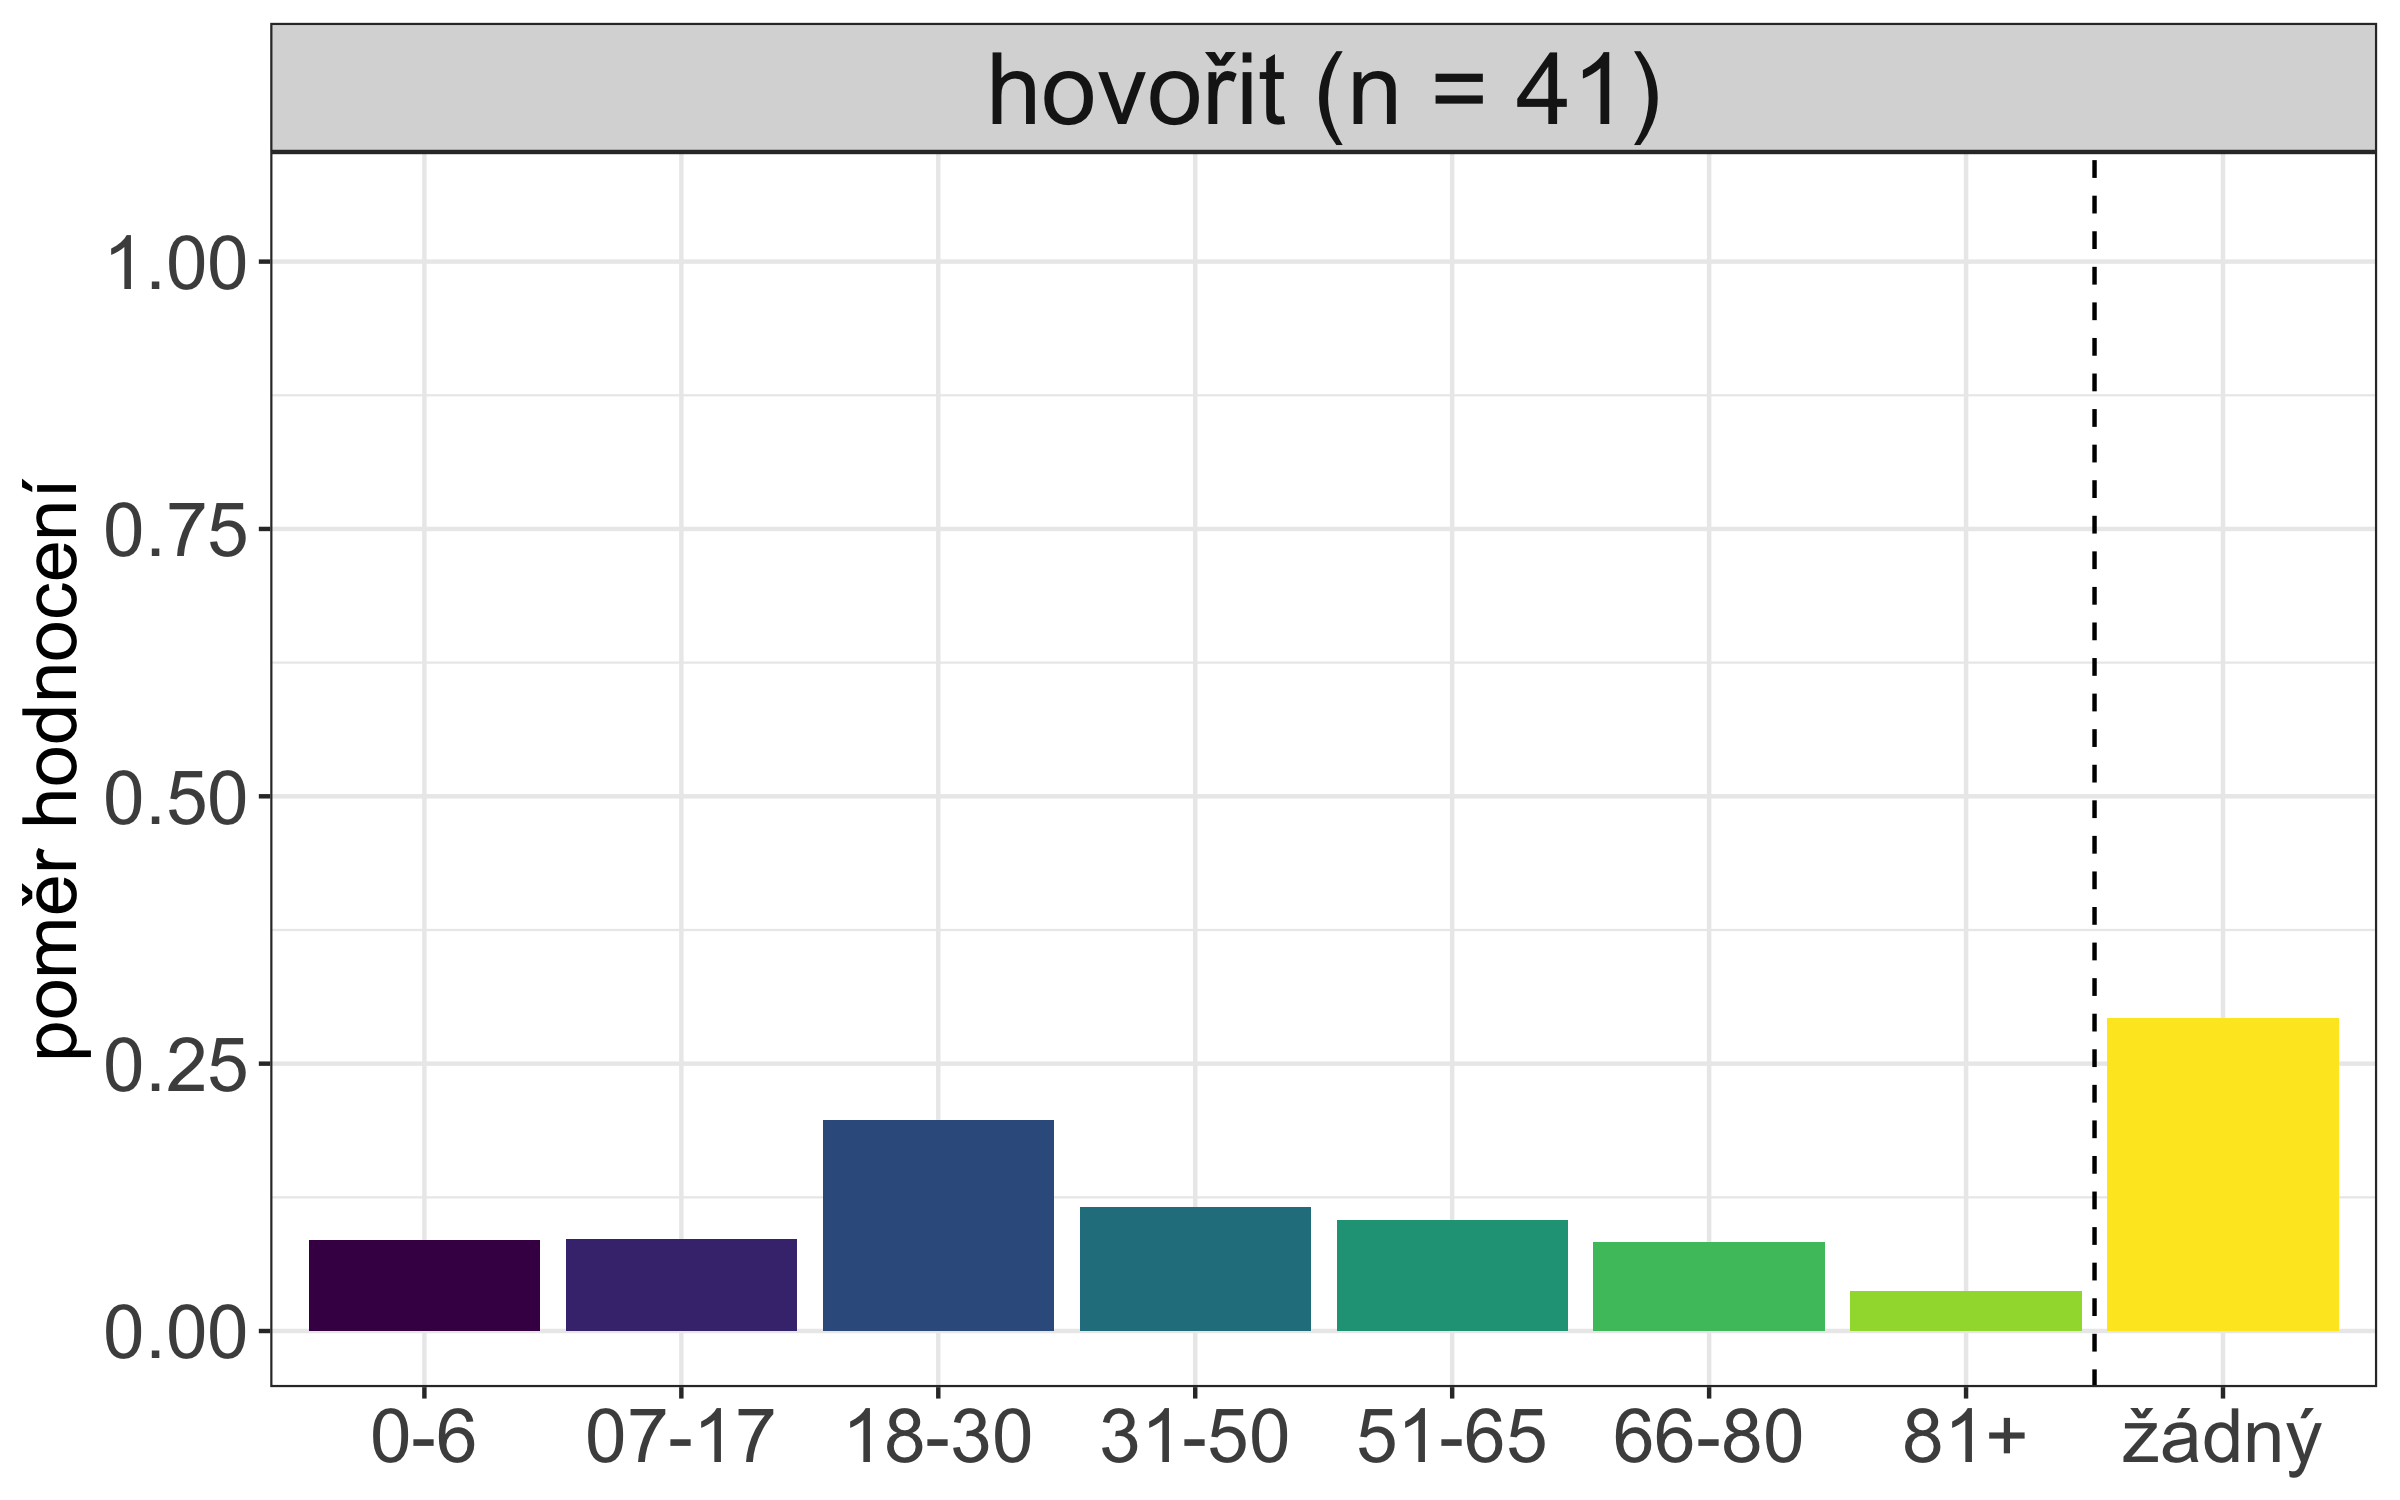 hovořit (n = 41)
poměr hodnocení
1.00
0.75
0.50
0.25
0.00
0-6 07-17 18-30 31-50 51-65 66-80 81+ žádný